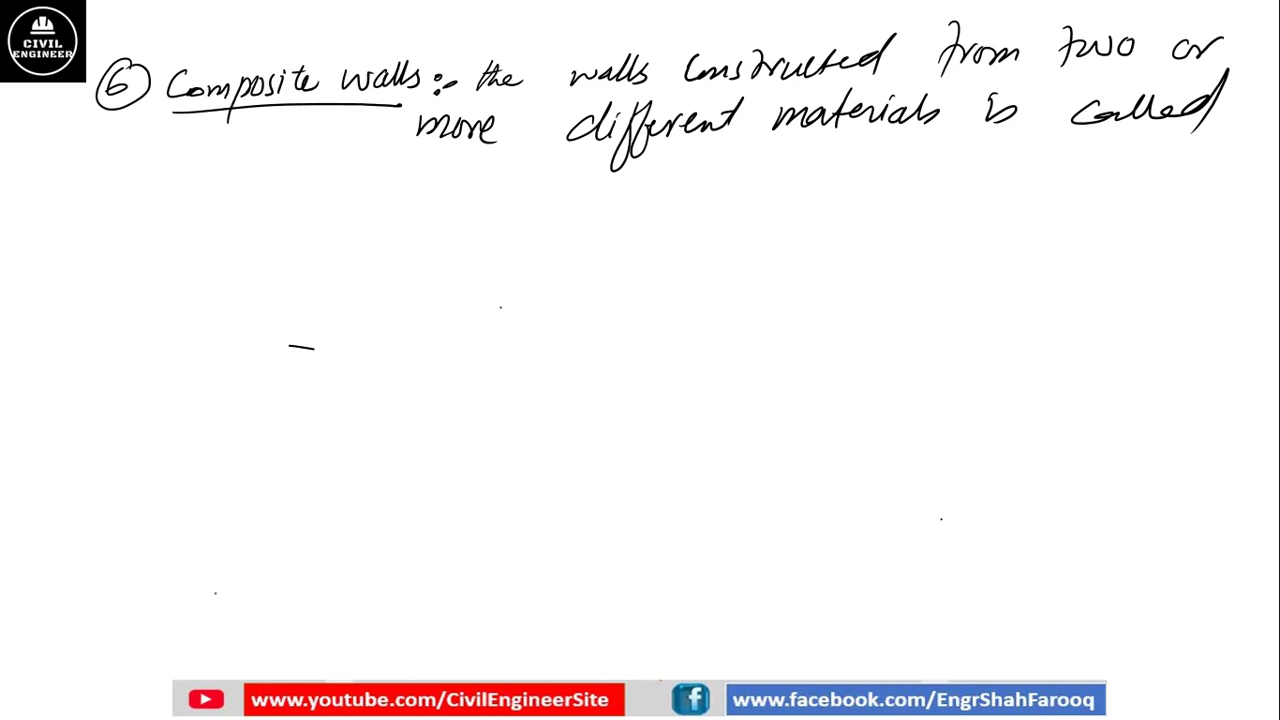 CIVIL
ENGINEER
6 Composite walls :- the walls constructed from two or
more different materials is called
www.youtube.com/CivilEngineerSite
www.facebook.com/EngrShahFarooq